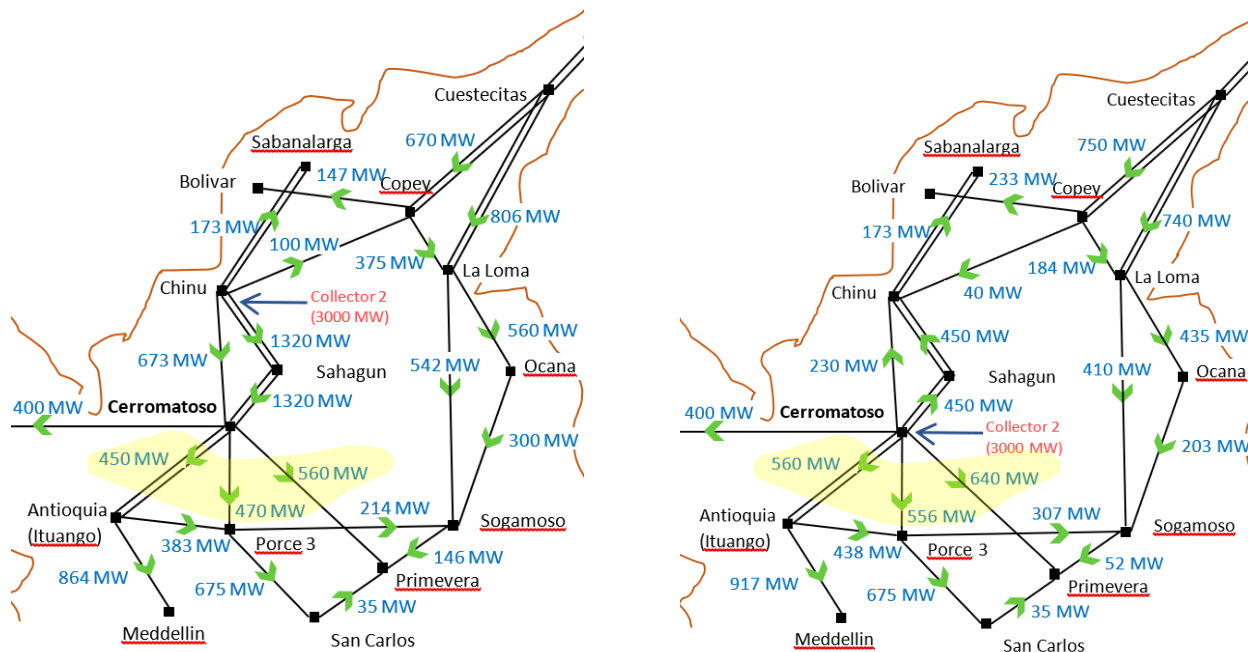 Cuestecitas
670 MW
Sabanalarga
147 MW
Copey
Bolivar
806 MW
173 MW
100 MW
375 MW
La Loma
Chinu
Collector 2
(3000 MW)
1320 MW
560 MW
673 MW
542 MW
Sahagun
Ocana
1320 MW
400 MW
Cerromatoso
300 MW
450 MW
560 MW
470 MW
214 MW
Antioquia
(Ituango)
Sogamoso
383 MW
Porce 3
146 MW
864 MW
675 MW
Primevera
35 MW
Meddellin
San Carlos
Cuestecitas
750 MW
Sabanalarga
233 MW
Copey
Bolivar
740 MW
173 MW
184 MW
La Loma
Chinu
40 MW
450 MW
435 MW
230 MW
410 MW
Sahagun
Ocana
450 MW
400 MW
Cerromatoso
Collector 2
(3000 MW)
203 MW
560 MW
640 MW
556 MW
307 MW
Antioquia
(Ituango)
Sogamoso
438 MW
Porce 3
52 MW
917 MW
675 MW
Primevera
35 MW
Meddellin
San Carlos